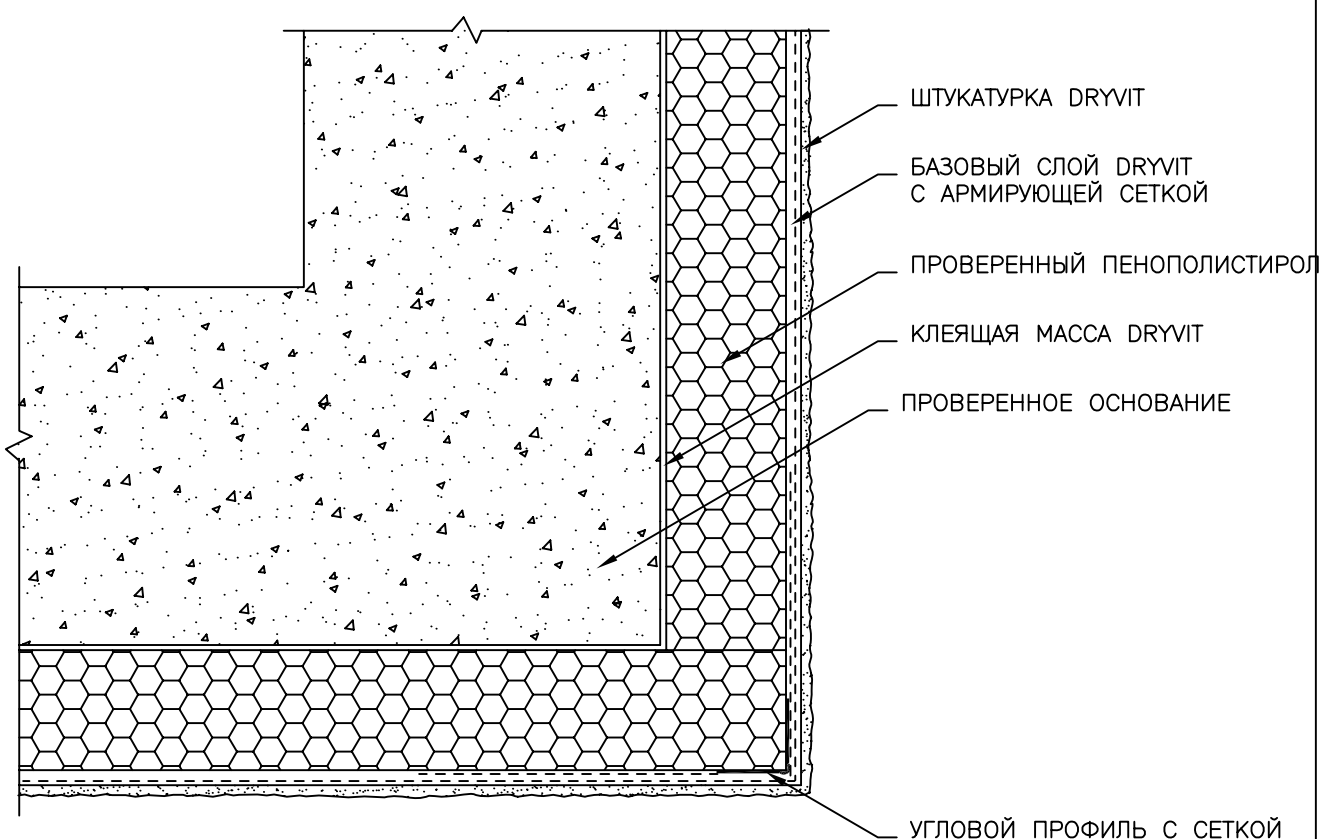 ШТУКАТУРКА DRYVIT
БАЗОВЫЙ СЛОЙ DRYVIT
С АРМИРУЮЩЕЙ СЕТКОЙ
ПРОВЕРЕННЫЙ ПЕНОПОЛИСТИРОЛ
КЛЕЯЩАЯ МАССА DRYVIT
ПРОВЕРЕННОЕ ОСНОВАНИЕ
УГЛОВОЙ ПРОФИЛЬ С СЕТКОЙ